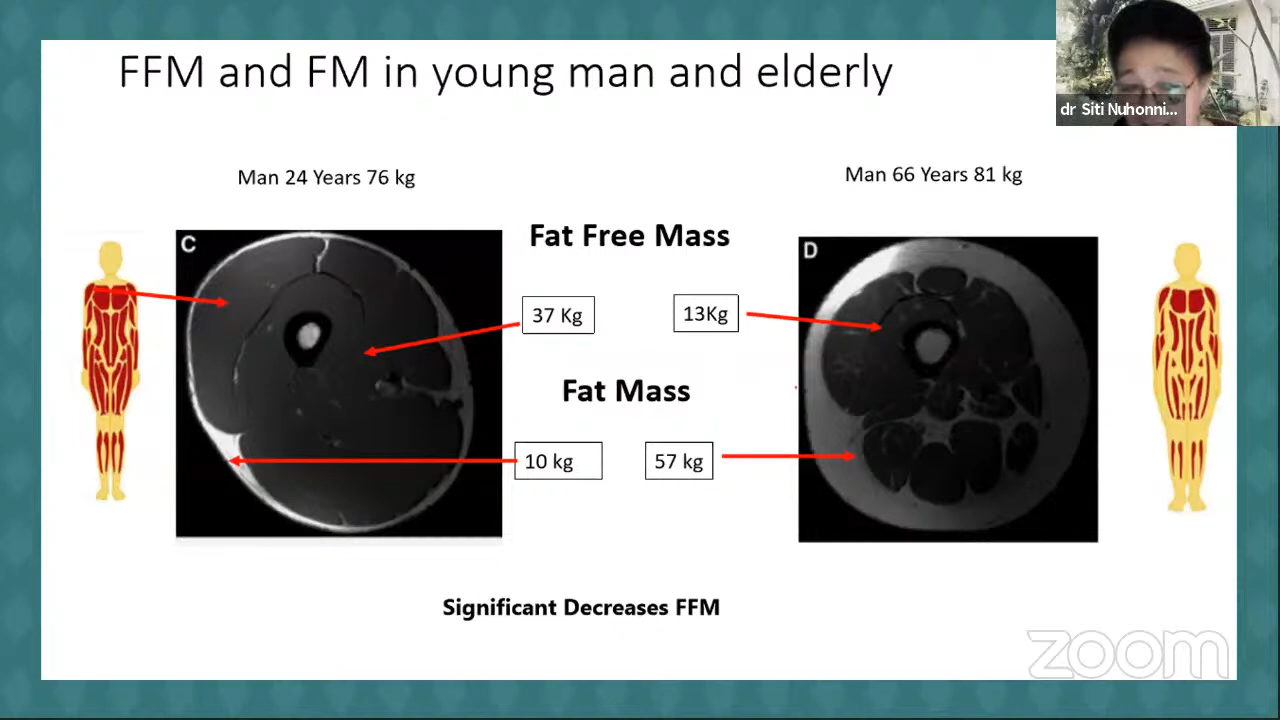 FFM and FM in young man and elderly
dr Siti Nuhonni...
Man 24 Years 76 kg
Man 66 Years 81 kg
C
Fat Free Mass
D
37 Kg
13Kg
Fat Mass
10 kg
57 kg
Significant Decreases FFM
zoom